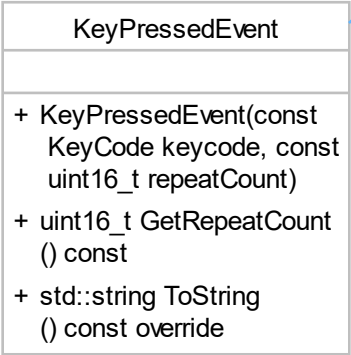 KeyPressedEvent
+ KeyPressedEvent(const
KeyCode keycode, const
uint16_t repeatCount)
+ uint16_t GetRepeatCount
() const
+ std::string ToString
() const override